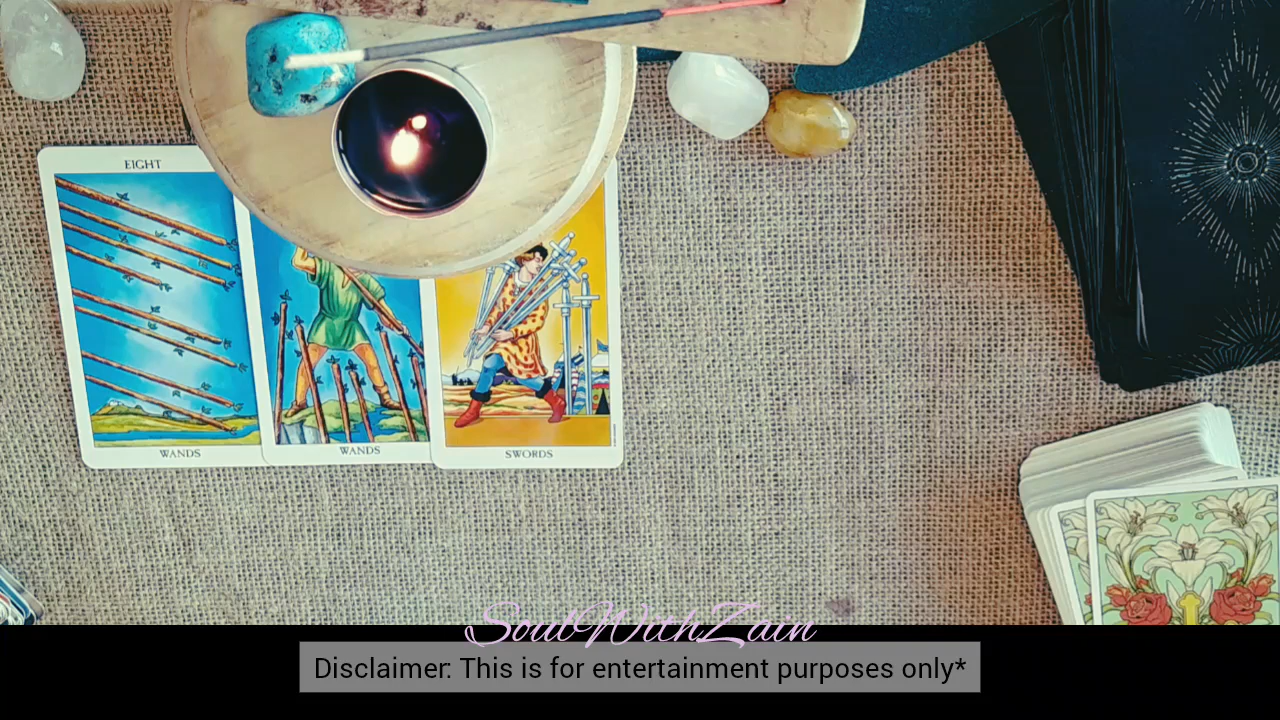 EIGHT
WANDS
WANDS
SWORDS
SoulWithZain
Disclaimer: This is for entertainment purposes only*